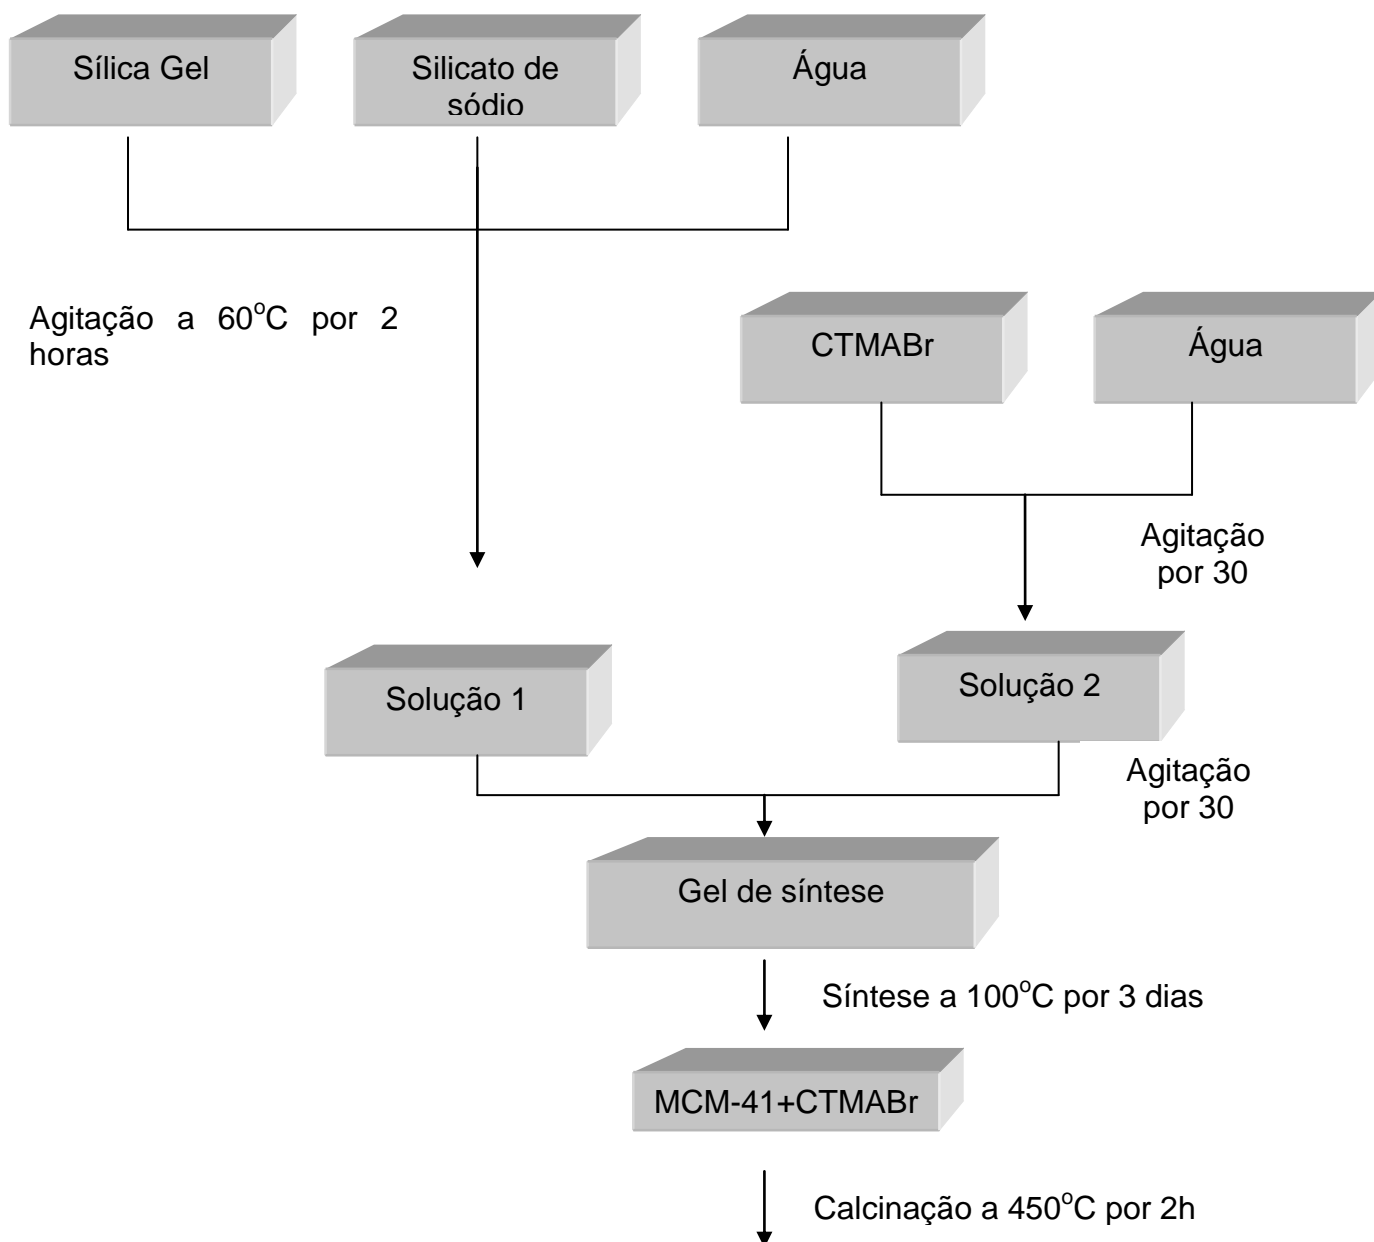 Sílica Gel
Silicato de
sódio
Água
Agitação a 60°C por 2
horas
CTMABr
Água
Agitação
por 30
Solução 1
Solução 2
Agitação
por 30
Gel de síntese
Síntese a 100°C por 3 dias
MCM-41+CTMABr
Calcinação a 450°C por 2h